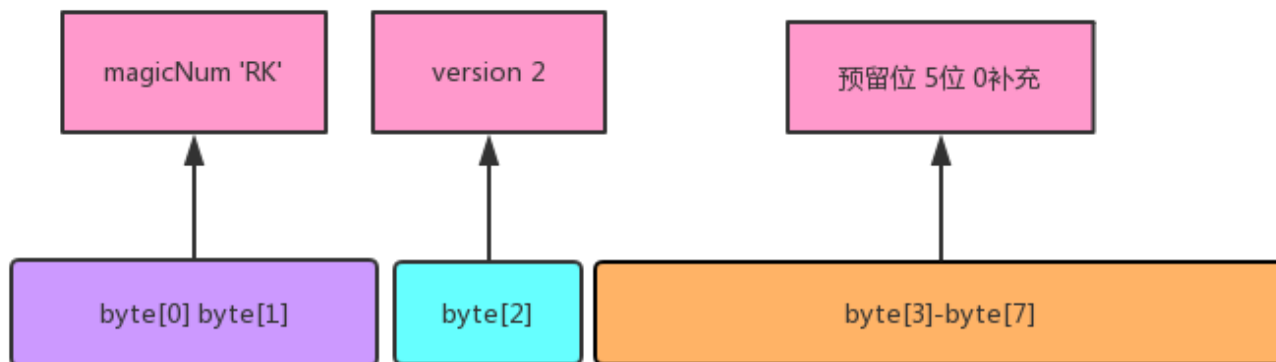 magicNum 'RK'
version 2
预留位 5位 0补充
byte[0] byte[1]
byte[2]
byte[3]-byte[7]